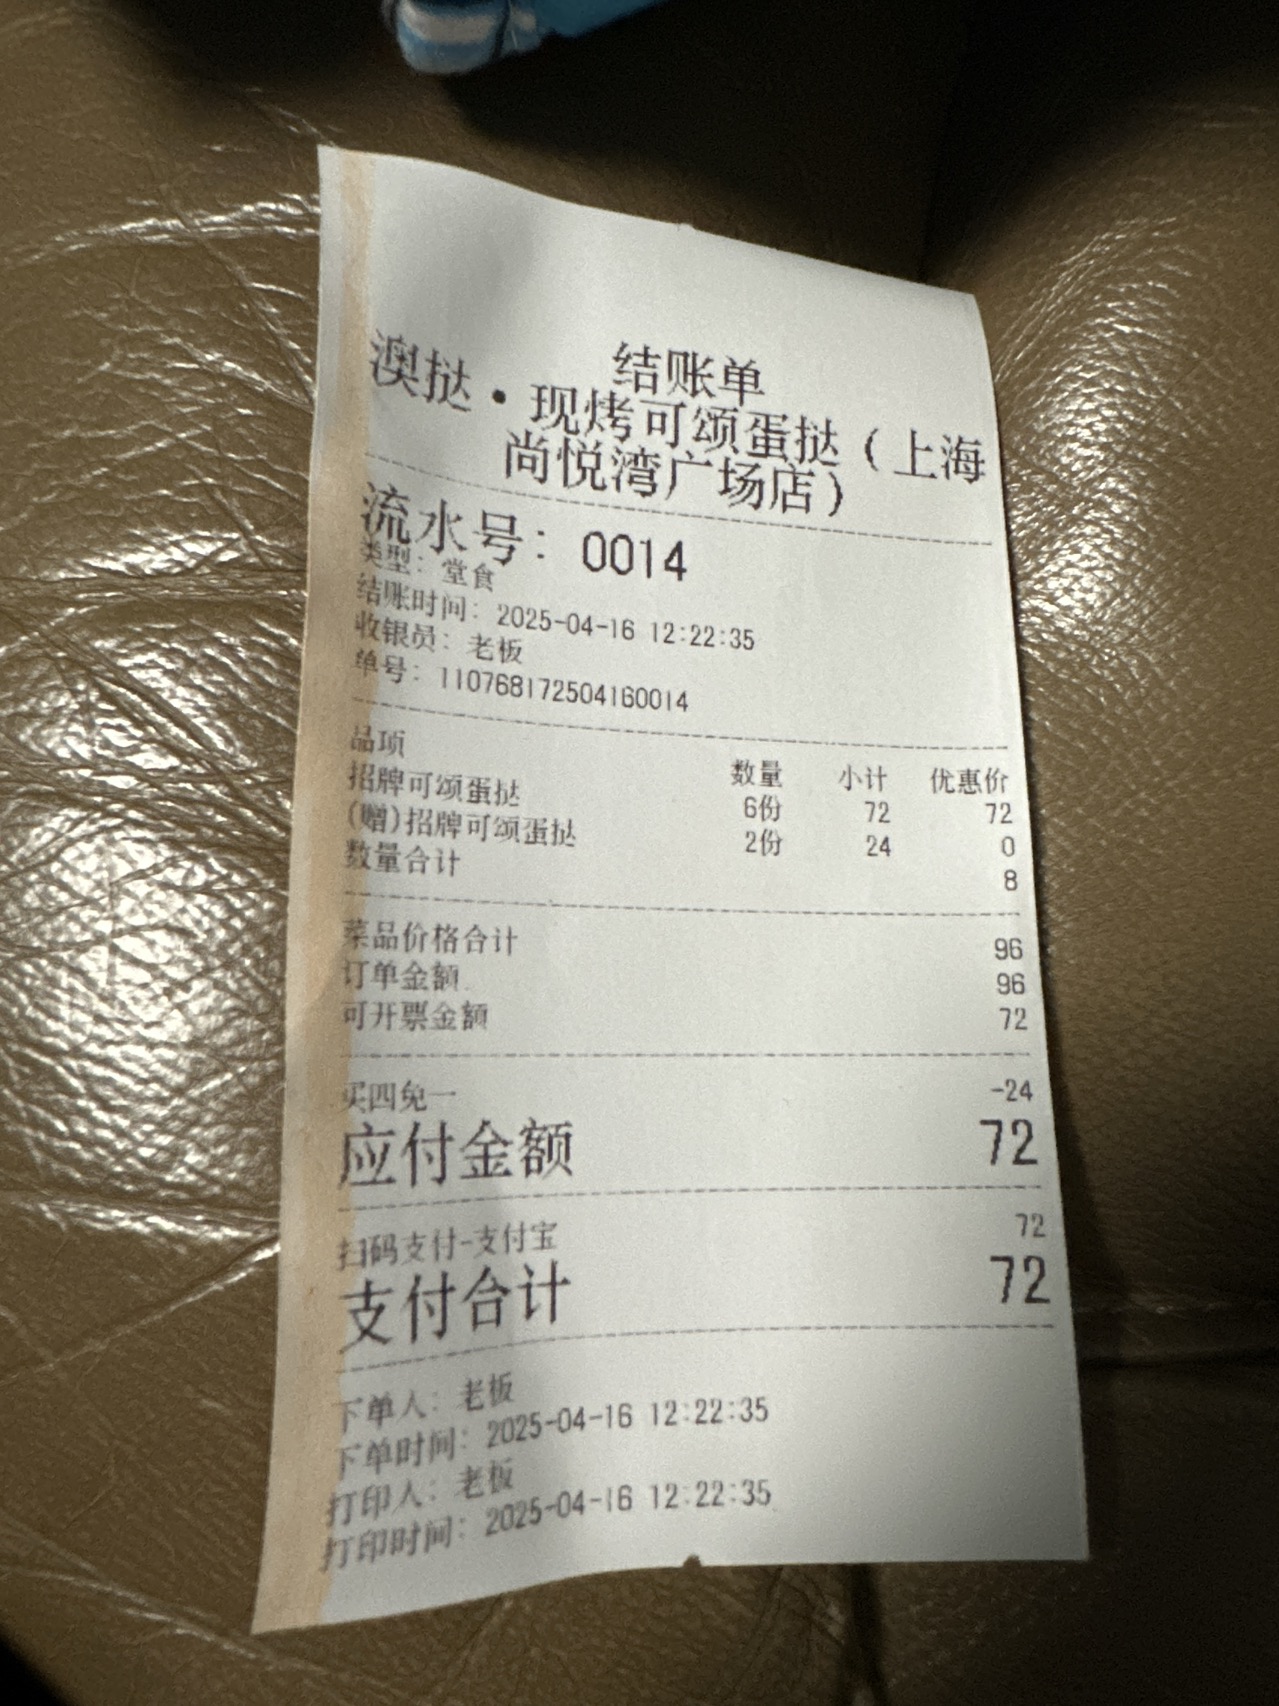 结账单
澳挞·现烤可颂蛋挞（上海
尚悦湾广场店）
流水号：0014
类型：堂食
结账时间：2025-04-16 12:22:35
收银员：老板
单号：110768172504160014
品项 数量 小计 优惠价
招牌可颂蛋挞 6份 72 72
(赠)招牌可颂蛋挞 2份 24 0
数量合计 8
菜品价格合计 96
订单金额 96
可开票金额 72
买四免一 -24
应付金额 72
扫码支付-支付宝 72
支付合计 72
下单人：老板
下单时间：2025-04-16 12:22:35
打印人：老板
打印时间：2025-04-16 12:22:35